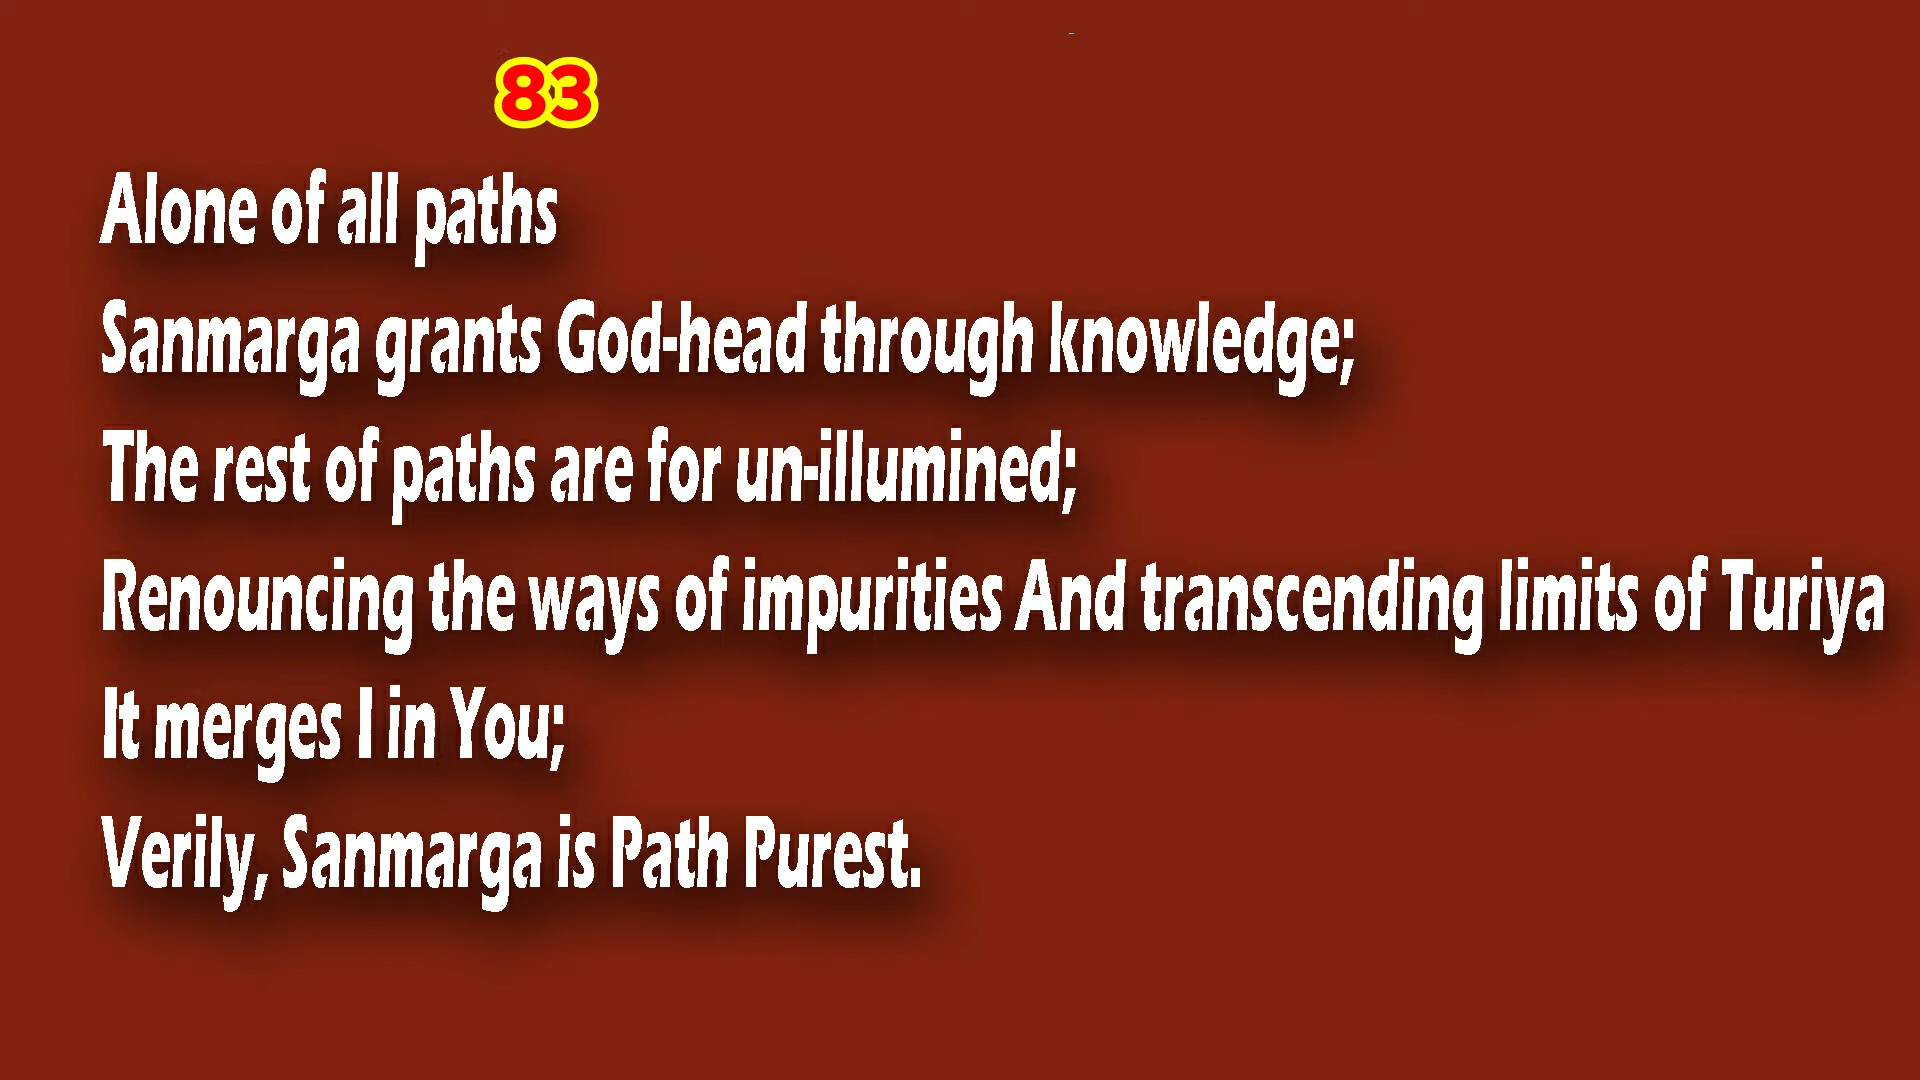 83
Alone of all paths
Sanmarga grants God-head through knowledge;
The rest of paths are for un-illumined;
Renouncing the ways of impurities And transcending limits of Turiya
It merges I in You;
Verily, Sanmarga is Path Purest.